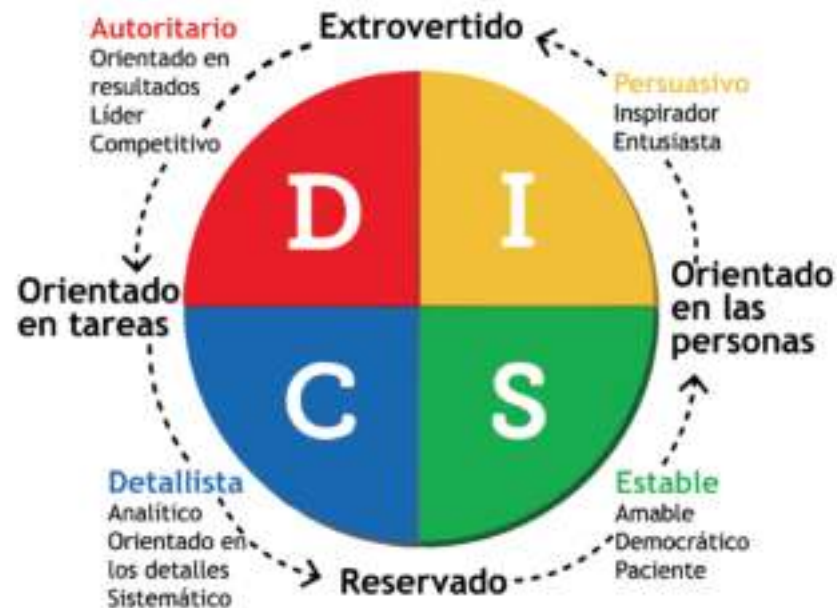 Extrovertido
Autoritario
Orientado en
resultados
Líder
Competitivo
Persuasivo
Inspirador
Entusiasta
D
I
Orientado
en tareas
Orientado
en las
personas
C
S
Detallista
Analítico
Orientado en
los detalles
Sistemático
Estable
Amable
Democrático
Paciente
Reservado